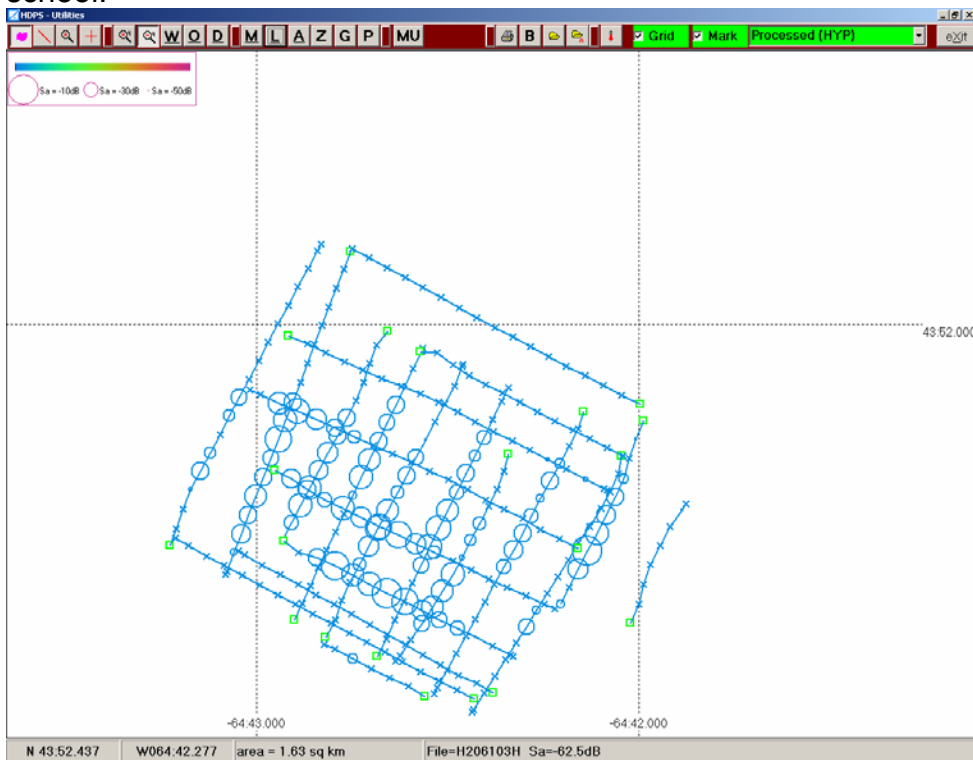 HDPS - Utilities
W O D M L A Z G P MU B Grid Mark Processed (HYP) eXit
Sa = -10dB Sa = -30dB Sa = -50dB
43:52.000
-64:43.000 -64:42.000
N 43:52.437 W064:42.277 area = 1.63 sq km File=H206103H Sa=-62.5dB